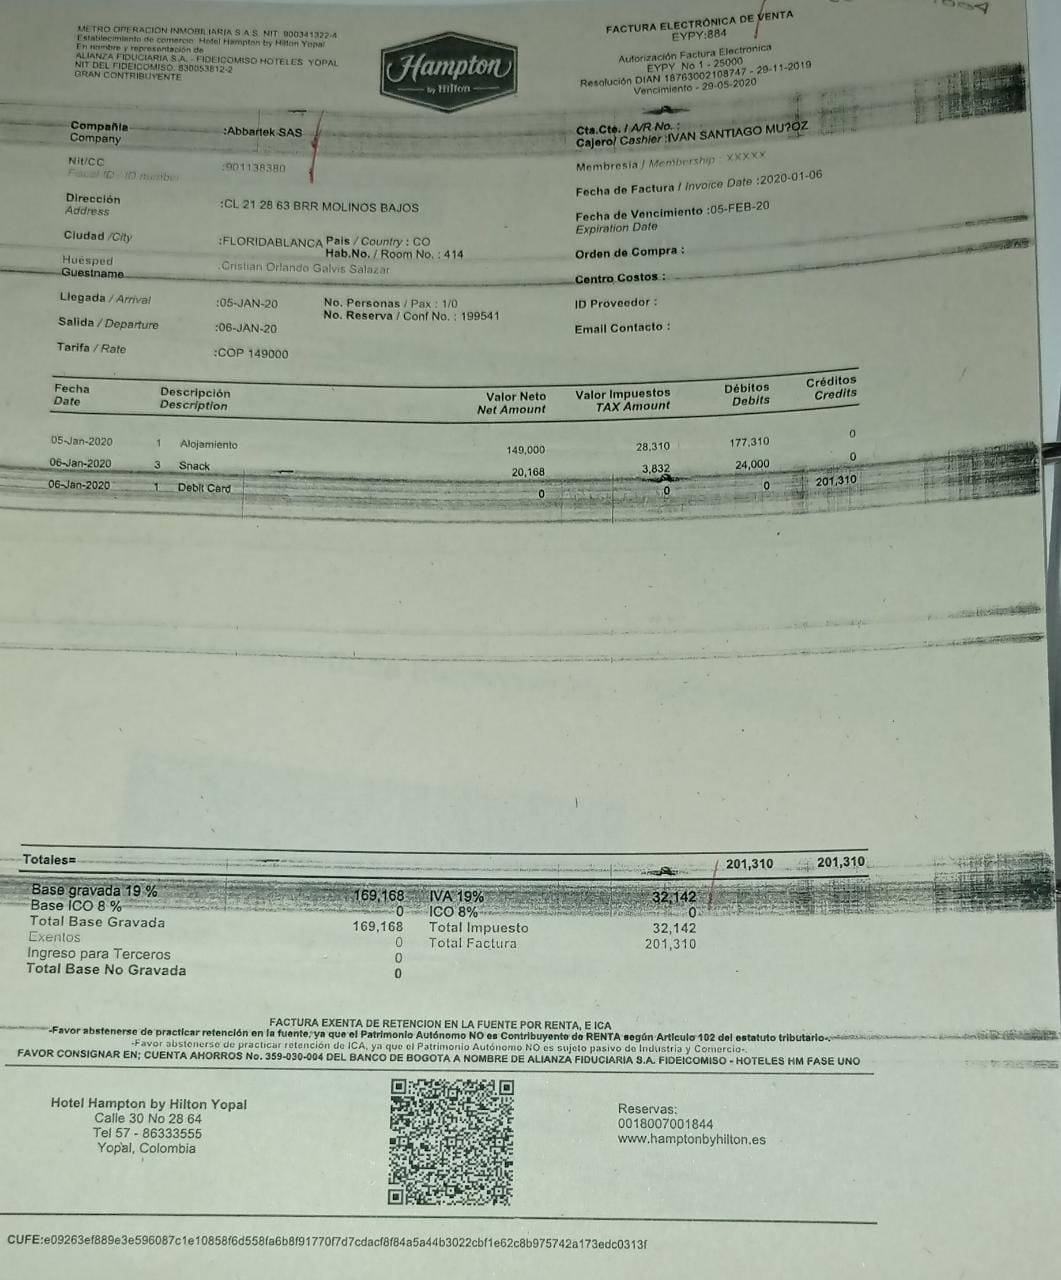 METRO OPERACIÓN INMOBILIARIA S.A.S. NIT 900341322-4
Establecimiento de comercio: Hotel Hampton by Hilton Yopal
En nombre y representación de
ALIANZA FIDUCIARIA S.A. - FIDEICOMISO HOTELES YOPAL
NIT DEL FIDEICOMISO. 830053812-2
GRAN CONTRIBUYENTE
Hampton
by Hilton
FACTURA ELECTRÓNICA DE VENTA
EYPY:884
Autorización Factura Electronica
EYPY No 1 - 25000
Resolución DIAN 18763002108747 - 29-11-2019
Vencimiento - 29-05-2020
Compañia :Abbartek SAS
Company
Nit/CC :901138380
Fiscal ID / ID number
Dirección :CL 21 28 63 BRR MOLINOS BAJOS
Address
Ciudad /City :FLORIDABLANCA Pais / Country : CO
Hab.No. / Room No. : 414
Huésped :Cristian Orlando Galvis Salazar
Guestname
Llegada / Arrival :05-JAN-20 No. Personas / Pax : 1/0
No. Reserva / Conf No. : 199541
Salida / Departure :06-JAN-20
Tarifa / Rate :COP 149000
Cta.Cte. / A/R No. :
Cajero/ Cashier :IVAN SANTIAGO MU?OZ
Membresia / Membership : XXXXX
Fecha de Factura / Invoice Date :2020-01-06
Fecha de Vencimiento :05-FEB-20
Expiration Date
Orden de Compra :
Centro Costos :
ID Proveedor :
Email Contacto :
Fecha Descripción Valor Neto Valor Impuestos Débitos Créditos
Date Description Net Amount TAX Amount Debits Credits
05-Jan-2020 1 Alojamiento 149,000 28,310 177,310 0
06-Jan-2020 3 Snack 20,168 3,832 24,000 0
06-Jan-2020 1 Debit Card 0 0 0 201,310
Totales= 201,310 201,310
Base gravada 19 % 169,168 IVA 19% 32,142
Base ICO 8 % 0 ICO 8% 0
Total Base Gravada 169,168 Total Impuesto 32,142
Exentos 0 Total Factura 201,310
Ingreso para Terceros 0
Total Base No Gravada 0
FACTURA EXENTA DE RETENCION EN LA FUENTE POR RENTA, E ICA
-Favor abstenerse de practicar retención en la fuente, ya que el Patrimonio Autónomo NO es Contribuyente de RENTA según Articulo 102 del estatuto tributario-.
-Favor abstenerse de practicar retención de ICA, ya que el Patrimonio Autónomo NO es sujeto pasivo de Industria y Comercio-.
FAVOR CONSIGNAR EN; CUENTA AHORROS No. 359-030-004 DEL BANCO DE BOGOTA A NOMBRE DE ALIANZA FIDUCIARIA S.A. FIDEICOMISO - HOTELES HM FASE UNO
Hotel Hampton by Hilton Yopal
Calle 30 No 28 64
Tel 57 - 86333555
Yopal, Colombia
Reservas:
0018007001844
www.hamptonbyhilton.es
CUFE:e09263ef889e3e596087c1e10858f6d558fa6b8f91770f7d7cdacf8f84a5a44b3022cbf1e62c8b975742a173edc0313f